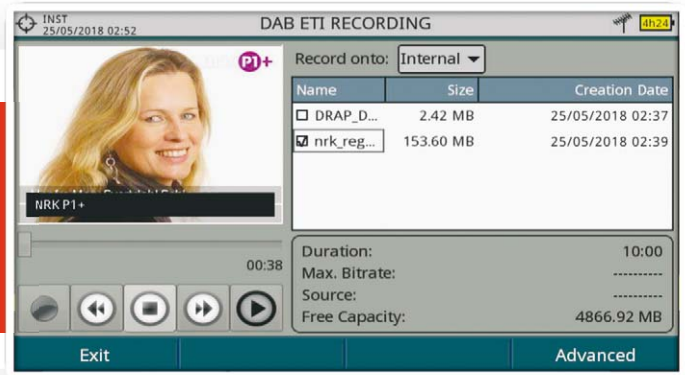 INST
25/05/2018 02:52
DAB ETI RECORDING
4h24
P1+
Record onto: Internal
Name Size Creation Date
DRAP_D... 2.42 MB 25/05/2018 02:37
nrk_reg... 153.60 MB 25/05/2018 02:39
NRK P1+
00:38
Duration: 10:00
Max. Bitrate: ----------
Source: ----------
Free Capacity: 4866.92 MB
Exit
Advanced